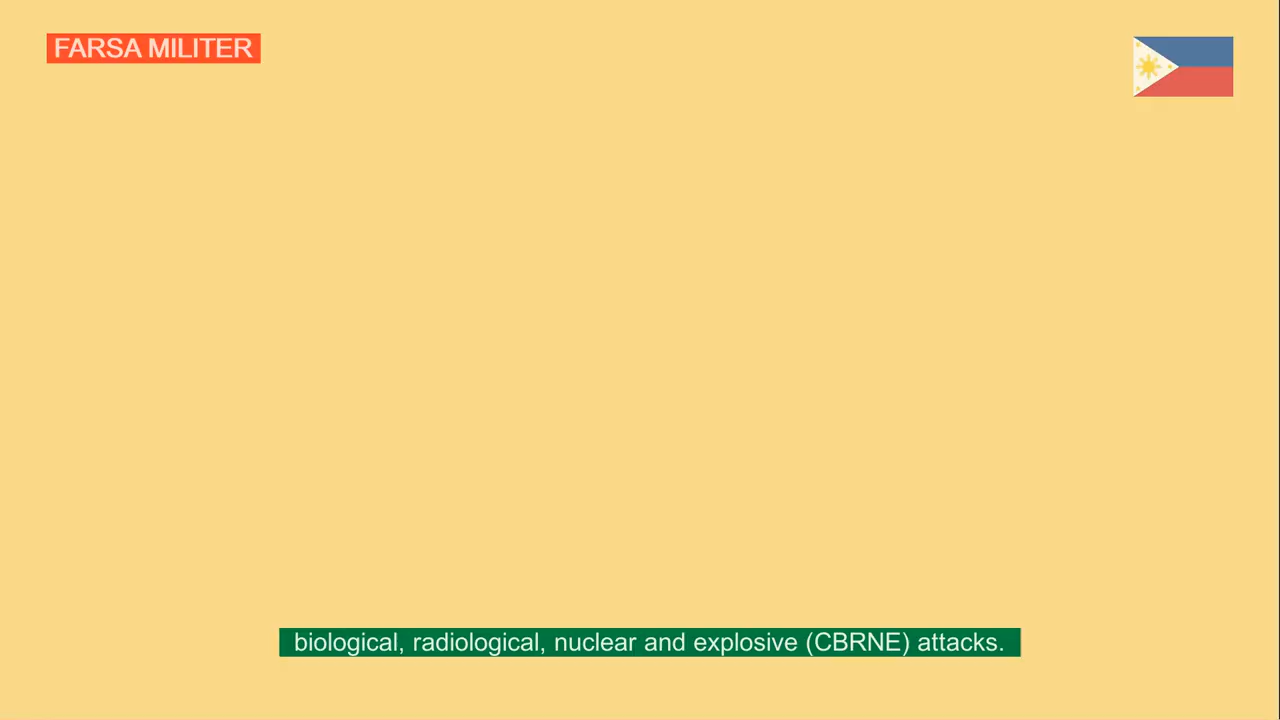 FARSA MILITER
biological, radiological, nuclear and explosive (CBRNE) attacks.